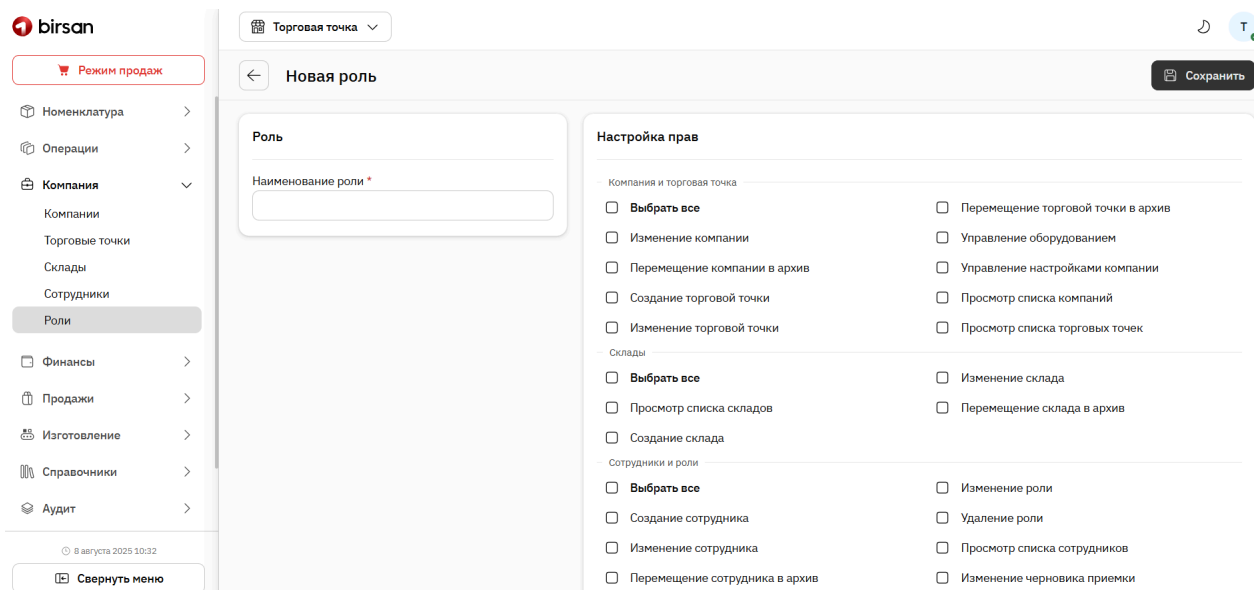 birsan
Торговая точка
Т
Режим продаж
Новая роль
Сохранить
Номенклатура
Операции
Компания
Компании
Торговые точки
Склады
Сотрудники
Роли
Финансы
Продажи
Изготовление
Справочники
Аудит
8 августа 2025 10:32
Свернуть меню
Роль
Наименование роли *
Настройка прав
Компания и торговая точка
Выбрать все
Перемещение торговой точки в архив
Изменение компании
Управление оборудованием
Перемещение компании в архив
Управление настройками компании
Создание торговой точки
Просмотр списка компаний
Изменение торговой точки
Просмотр списка торговых точек
Склады
Выбрать все
Изменение склада
Просмотр списка складов
Перемещение склада в архив
Создание склада
Сотрудники и роли
Выбрать все
Изменение роли
Создание сотрудника
Удаление роли
Изменение сотрудника
Просмотр списка сотрудников
Перемещение сотрудника в архив
Изменение черновика приемки